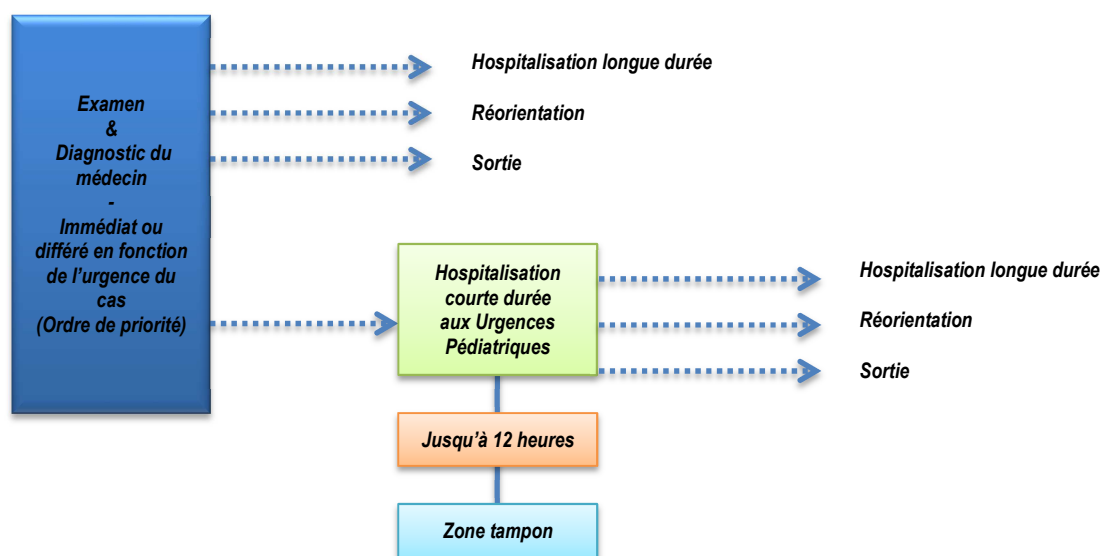 Examen
&
Diagnostic du
médecin
-
Immédiat ou
différé en fonction
de l’urgence du
cas
(Ordre de priorité)
Hospitalisation longue durée
Réorientation
Sortie
Hospitalisation
courte durée
aux Urgences
Pédiatriques
Hospitalisation longue durée
Réorientation
Sortie
Jusqu’à 12 heures
Zone tampon